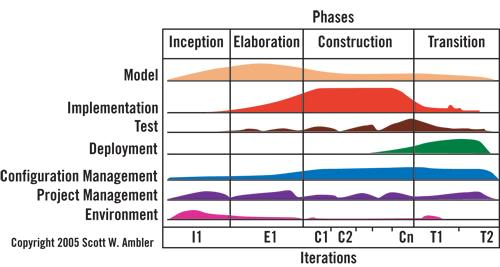 Phases
Inception Elaboration Construction Transition
Model
Implementation
Test
Deployment
Configuration Management
Project Management
Environment
I1 E1 C1 C2 Cn T1 T2
Copyright 2005 Scott W. Ambler
Iterations